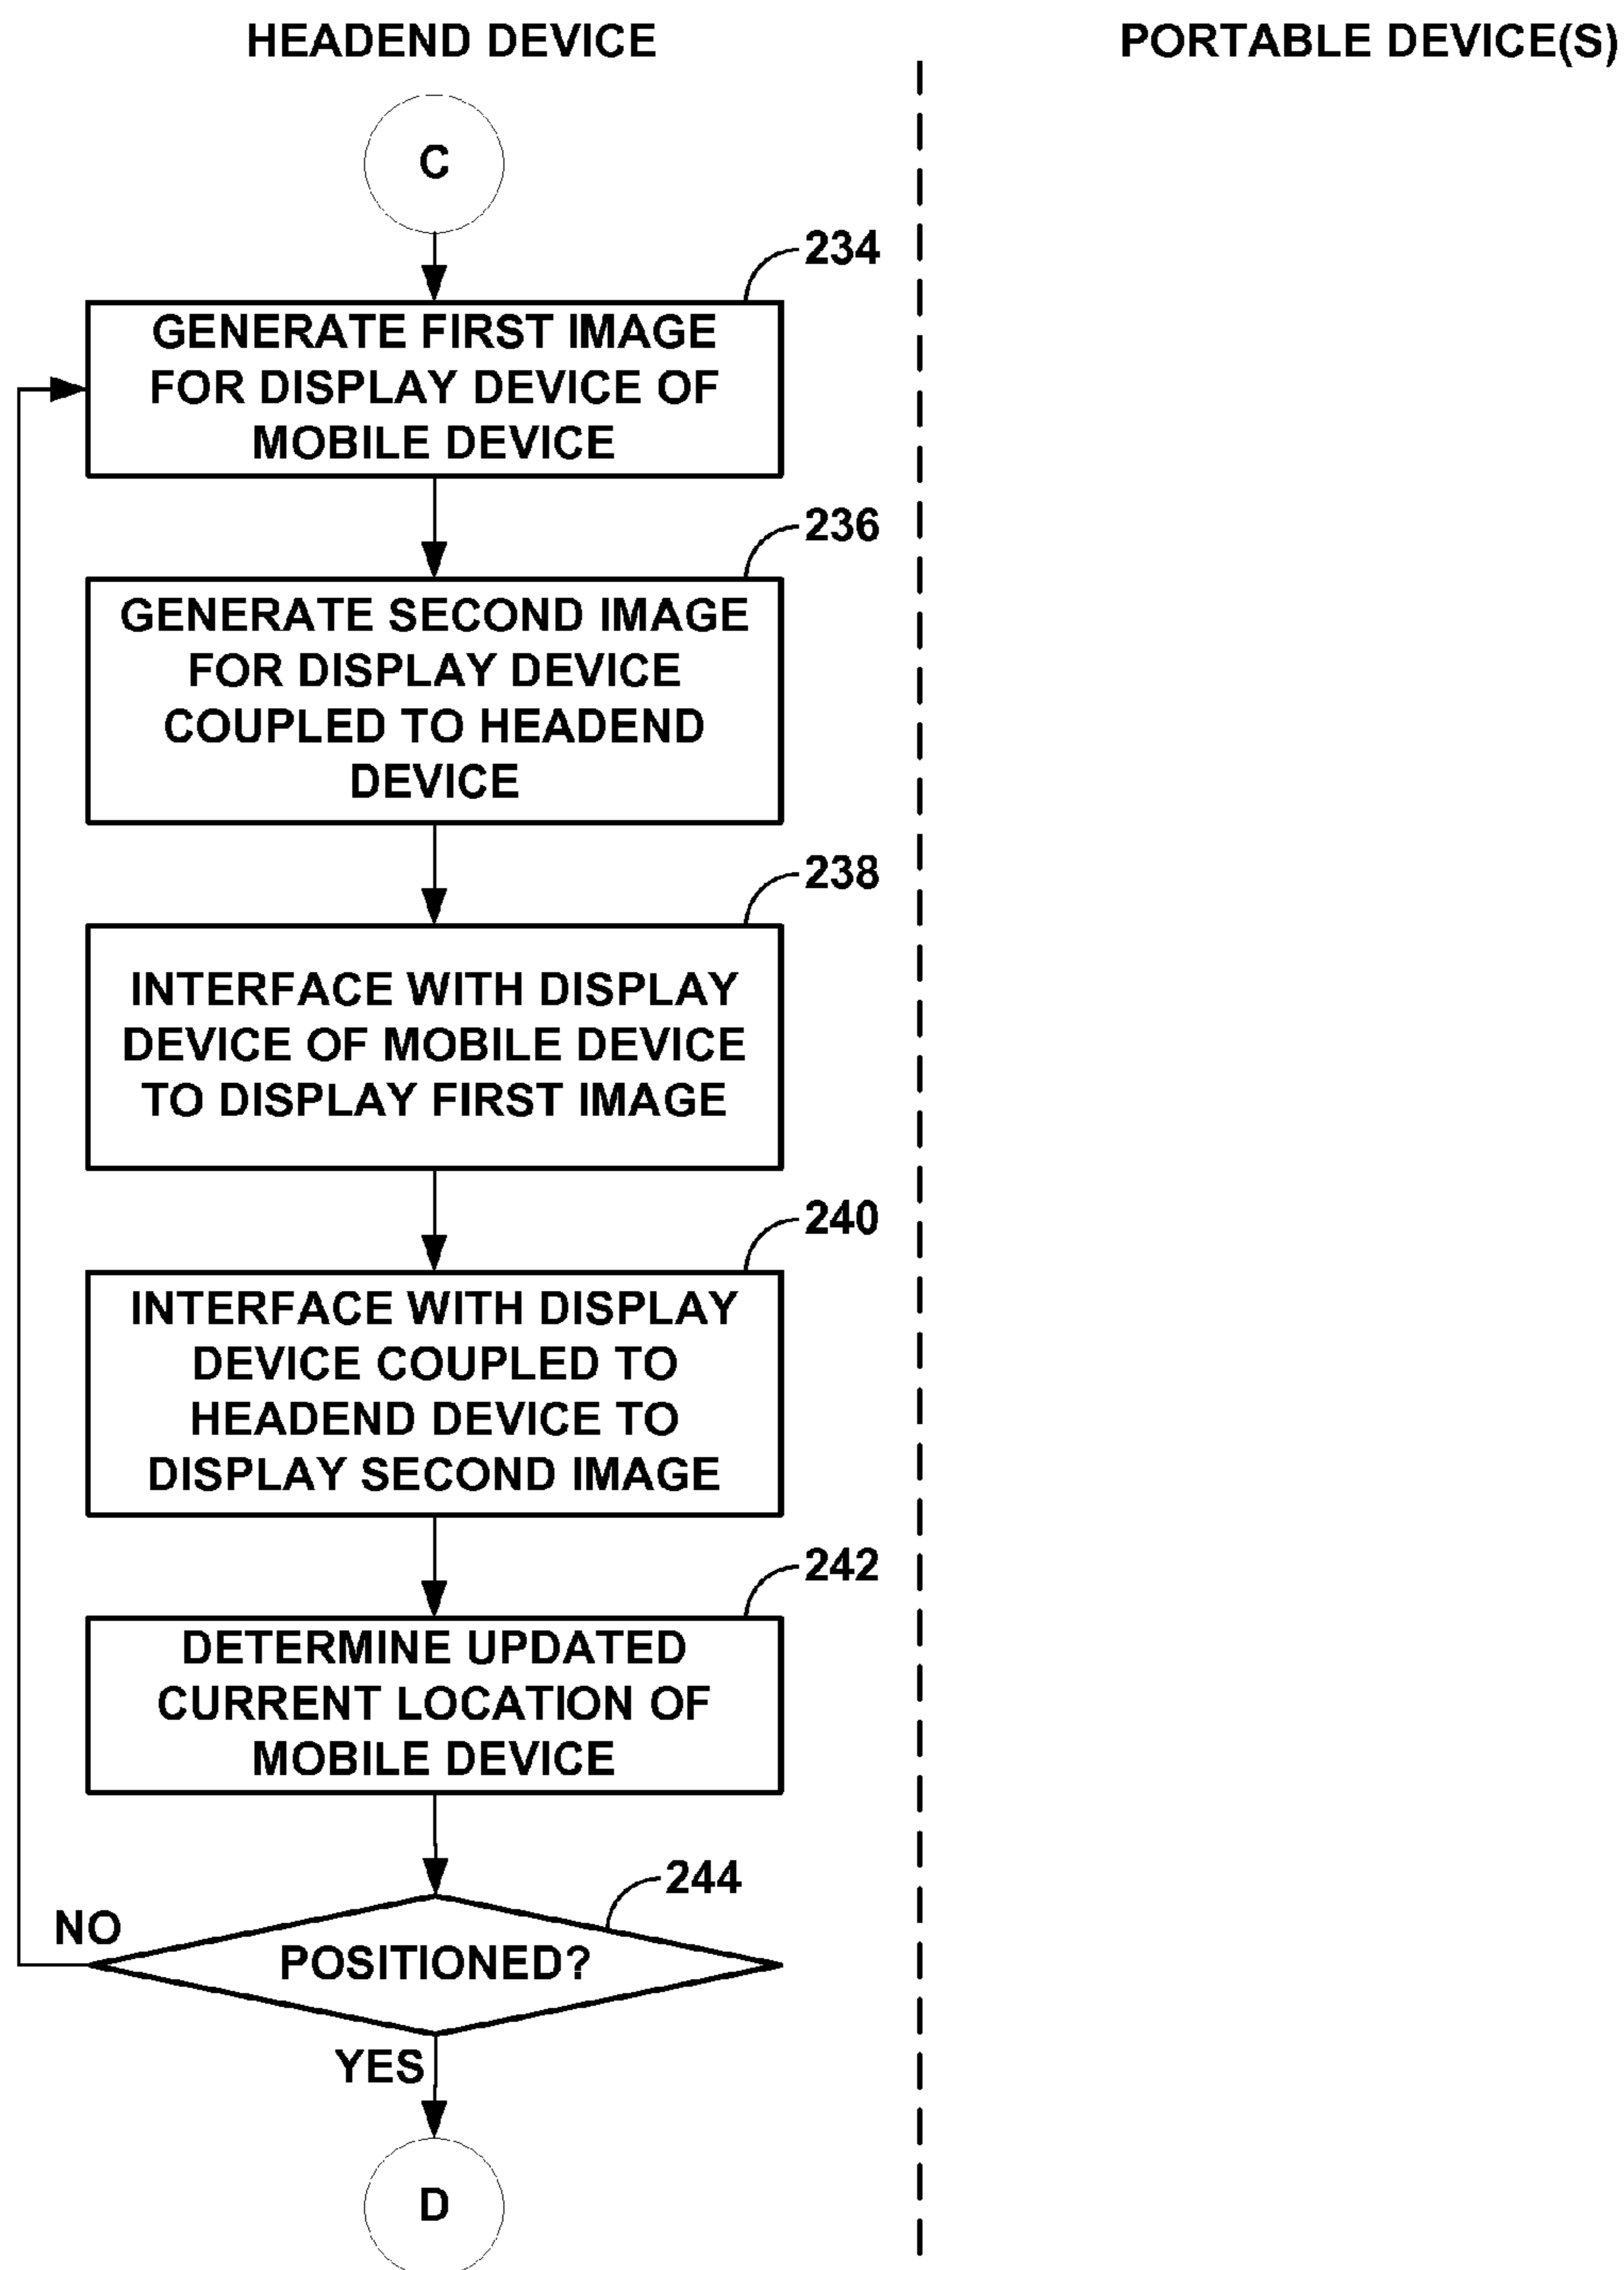 HEADEND DEVICE
PORTABLE DEVICE(S)
C
234
GENERATE FIRST IMAGE
FOR DISPLAY DEVICE OF
MOBILE DEVICE
236
GENERATE SECOND IMAGE
FOR DISPLAY DEVICE
COUPLED TO HEADEND
DEVICE
238
INTERFACE WITH DISPLAY
DEVICE OF MOBILE DEVICE
TO DISPLAY FIRST IMAGE
240
INTERFACE WITH DISPLAY
DEVICE COUPLED TO
HEADEND DEVICE TO
DISPLAY SECOND IMAGE
242
DETERMINE UPDATED
CURRENT LOCATION OF
MOBILE DEVICE
244
NO
POSITIONED?
YES
D